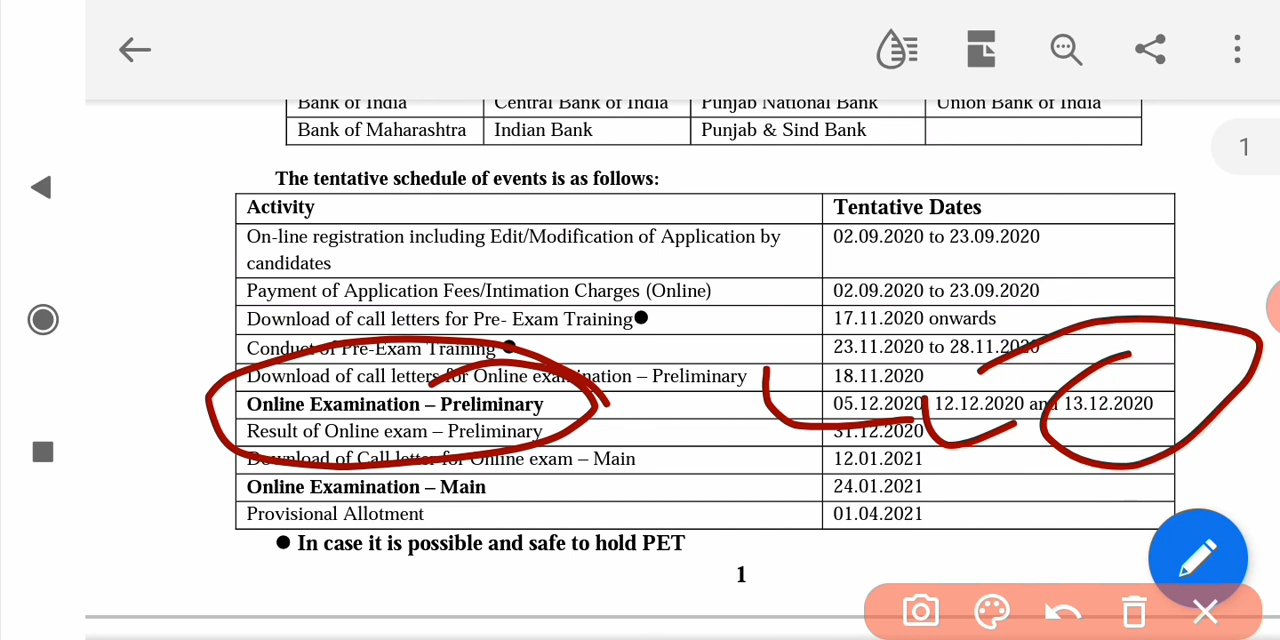 Bank of India Central Bank of India Punjab National Bank Union Bank of India
Bank of Maharashtra Indian Bank Punjab & Sind Bank
1
The tentative schedule of events is as follows:
Activity Tentative Dates
On-line registration including Edit/Modification of Application by 02.09.2020 to 23.09.2020
candidates
Payment of Application Fees/Intimation Charges (Online) 02.09.2020 to 23.09.2020
Download of call letters for Pre- Exam Training● 17.11.2020 onwards
Conduct of Pre-Exam Training ● 23.11.2020 to 28.11.2020
Download of call letters for Online examination – Preliminary 18.11.2020
Online Examination – Preliminary 05.12.2020, 12.12.2020 and 13.12.2020
Result of Online exam – Preliminary 31.12.2020
Download of Call letter for Online exam – Main 12.01.2021
Online Examination – Main 24.01.2021
Provisional Allotment 01.04.2021
● In case it is possible and safe to hold PET
1